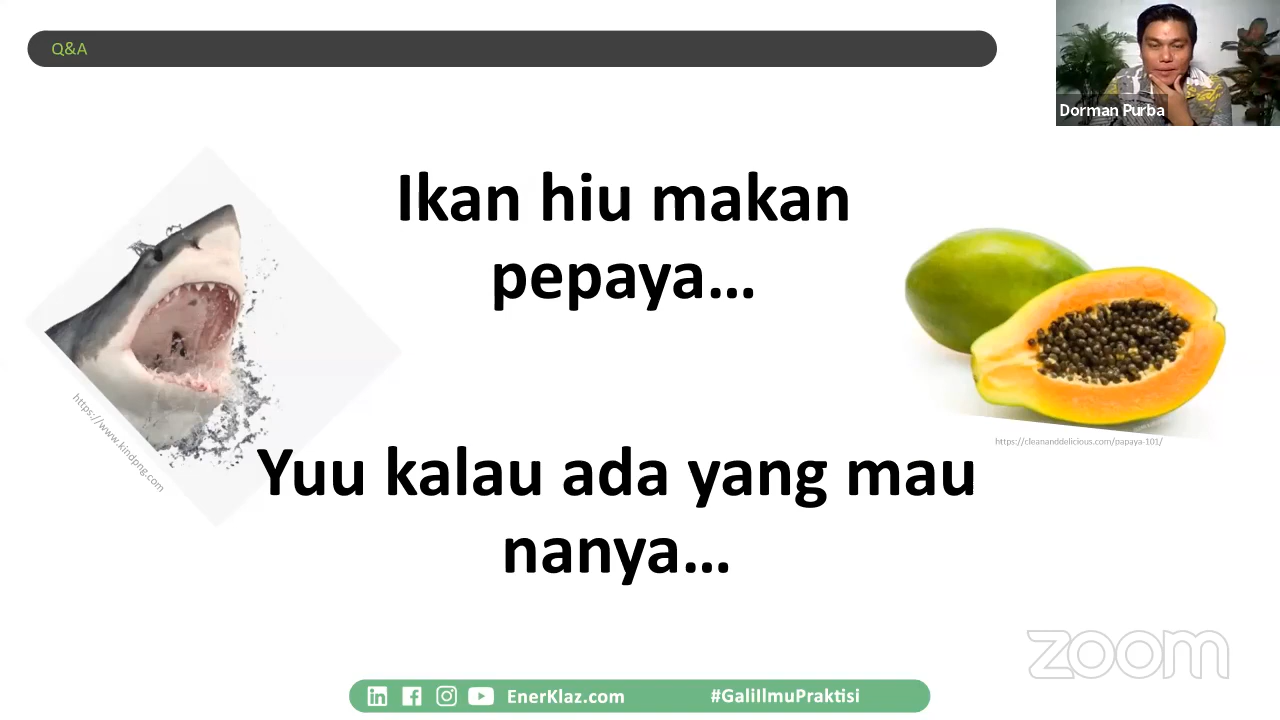 Q&A
Dorman Purba
Ikan hiu makan
pepaya...
https://www.kindpng.com
https://cleananddelicious.com/papaya-101/
Yuu kalau ada yang mau
nanya...
zoom
EnerKlaz.com
#GaliIlmuPraktisi